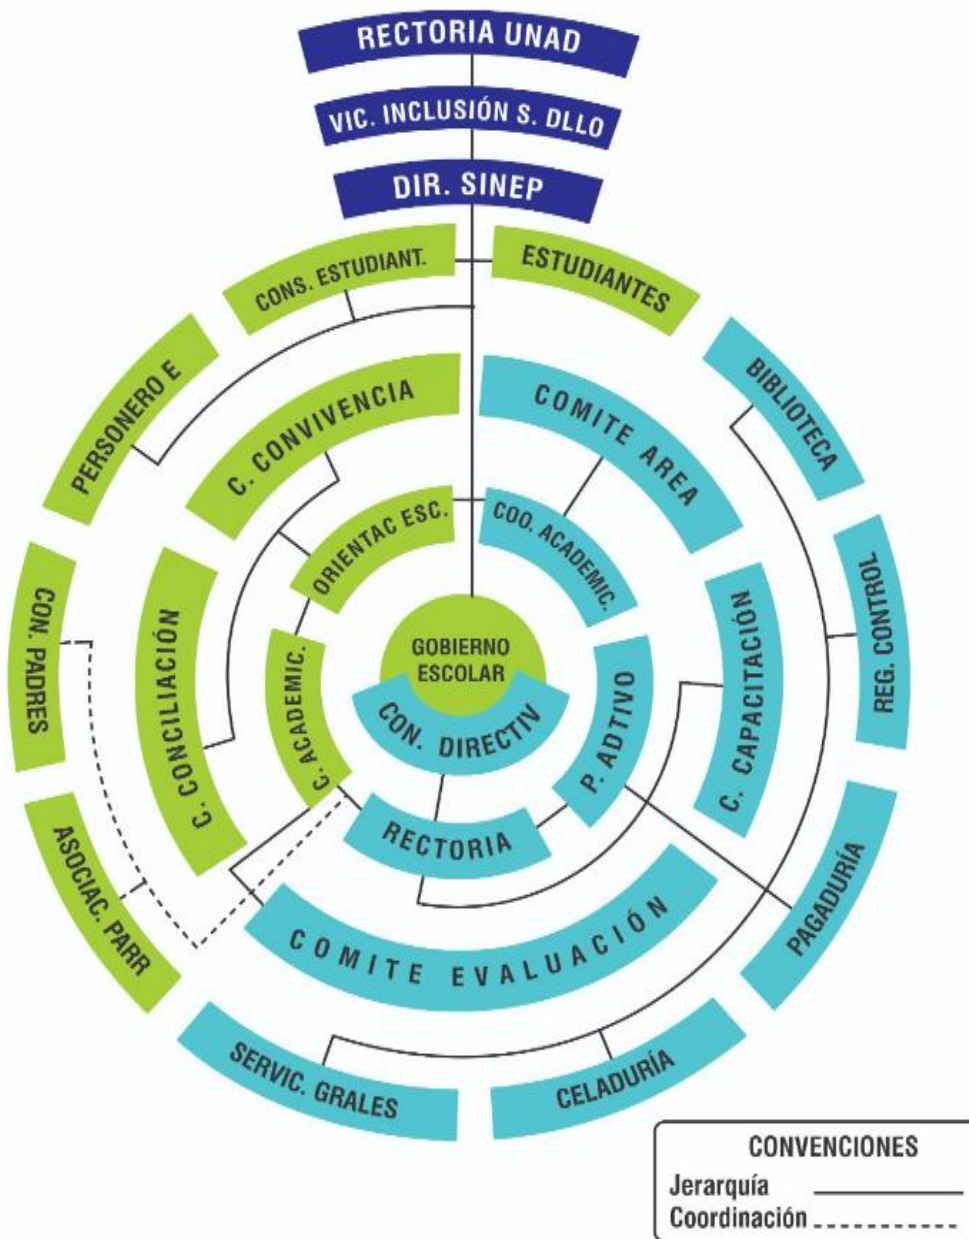 RECTORIA UNAD
VIC. INCLUSIÓN S. DLLO
DIR. SINEP
CONS. ESTUDIANT.
ESTUDIANTES
PERSONERO E
BIBLIOTECA
C. CONVIVENCIA
COMITE AREA
ORIENTAC ESC.
COO. ACADEMIC.
CON. PADRES
C. CONCILIACIÓN
C. ACADEMIC.
GOBIERNO
ESCOLAR
CON. DIRECTIV
P. ADTIVO
C. CAPACITACIÓN
REG. CONTROL
RECTORIA
ASOCIAC. PARR
COMITE EVALUACIÓN
PAGADURÍA
SERVIC. GRALES
CELADURÍA
CONVENCIONES
Jerarquía
Coordinación